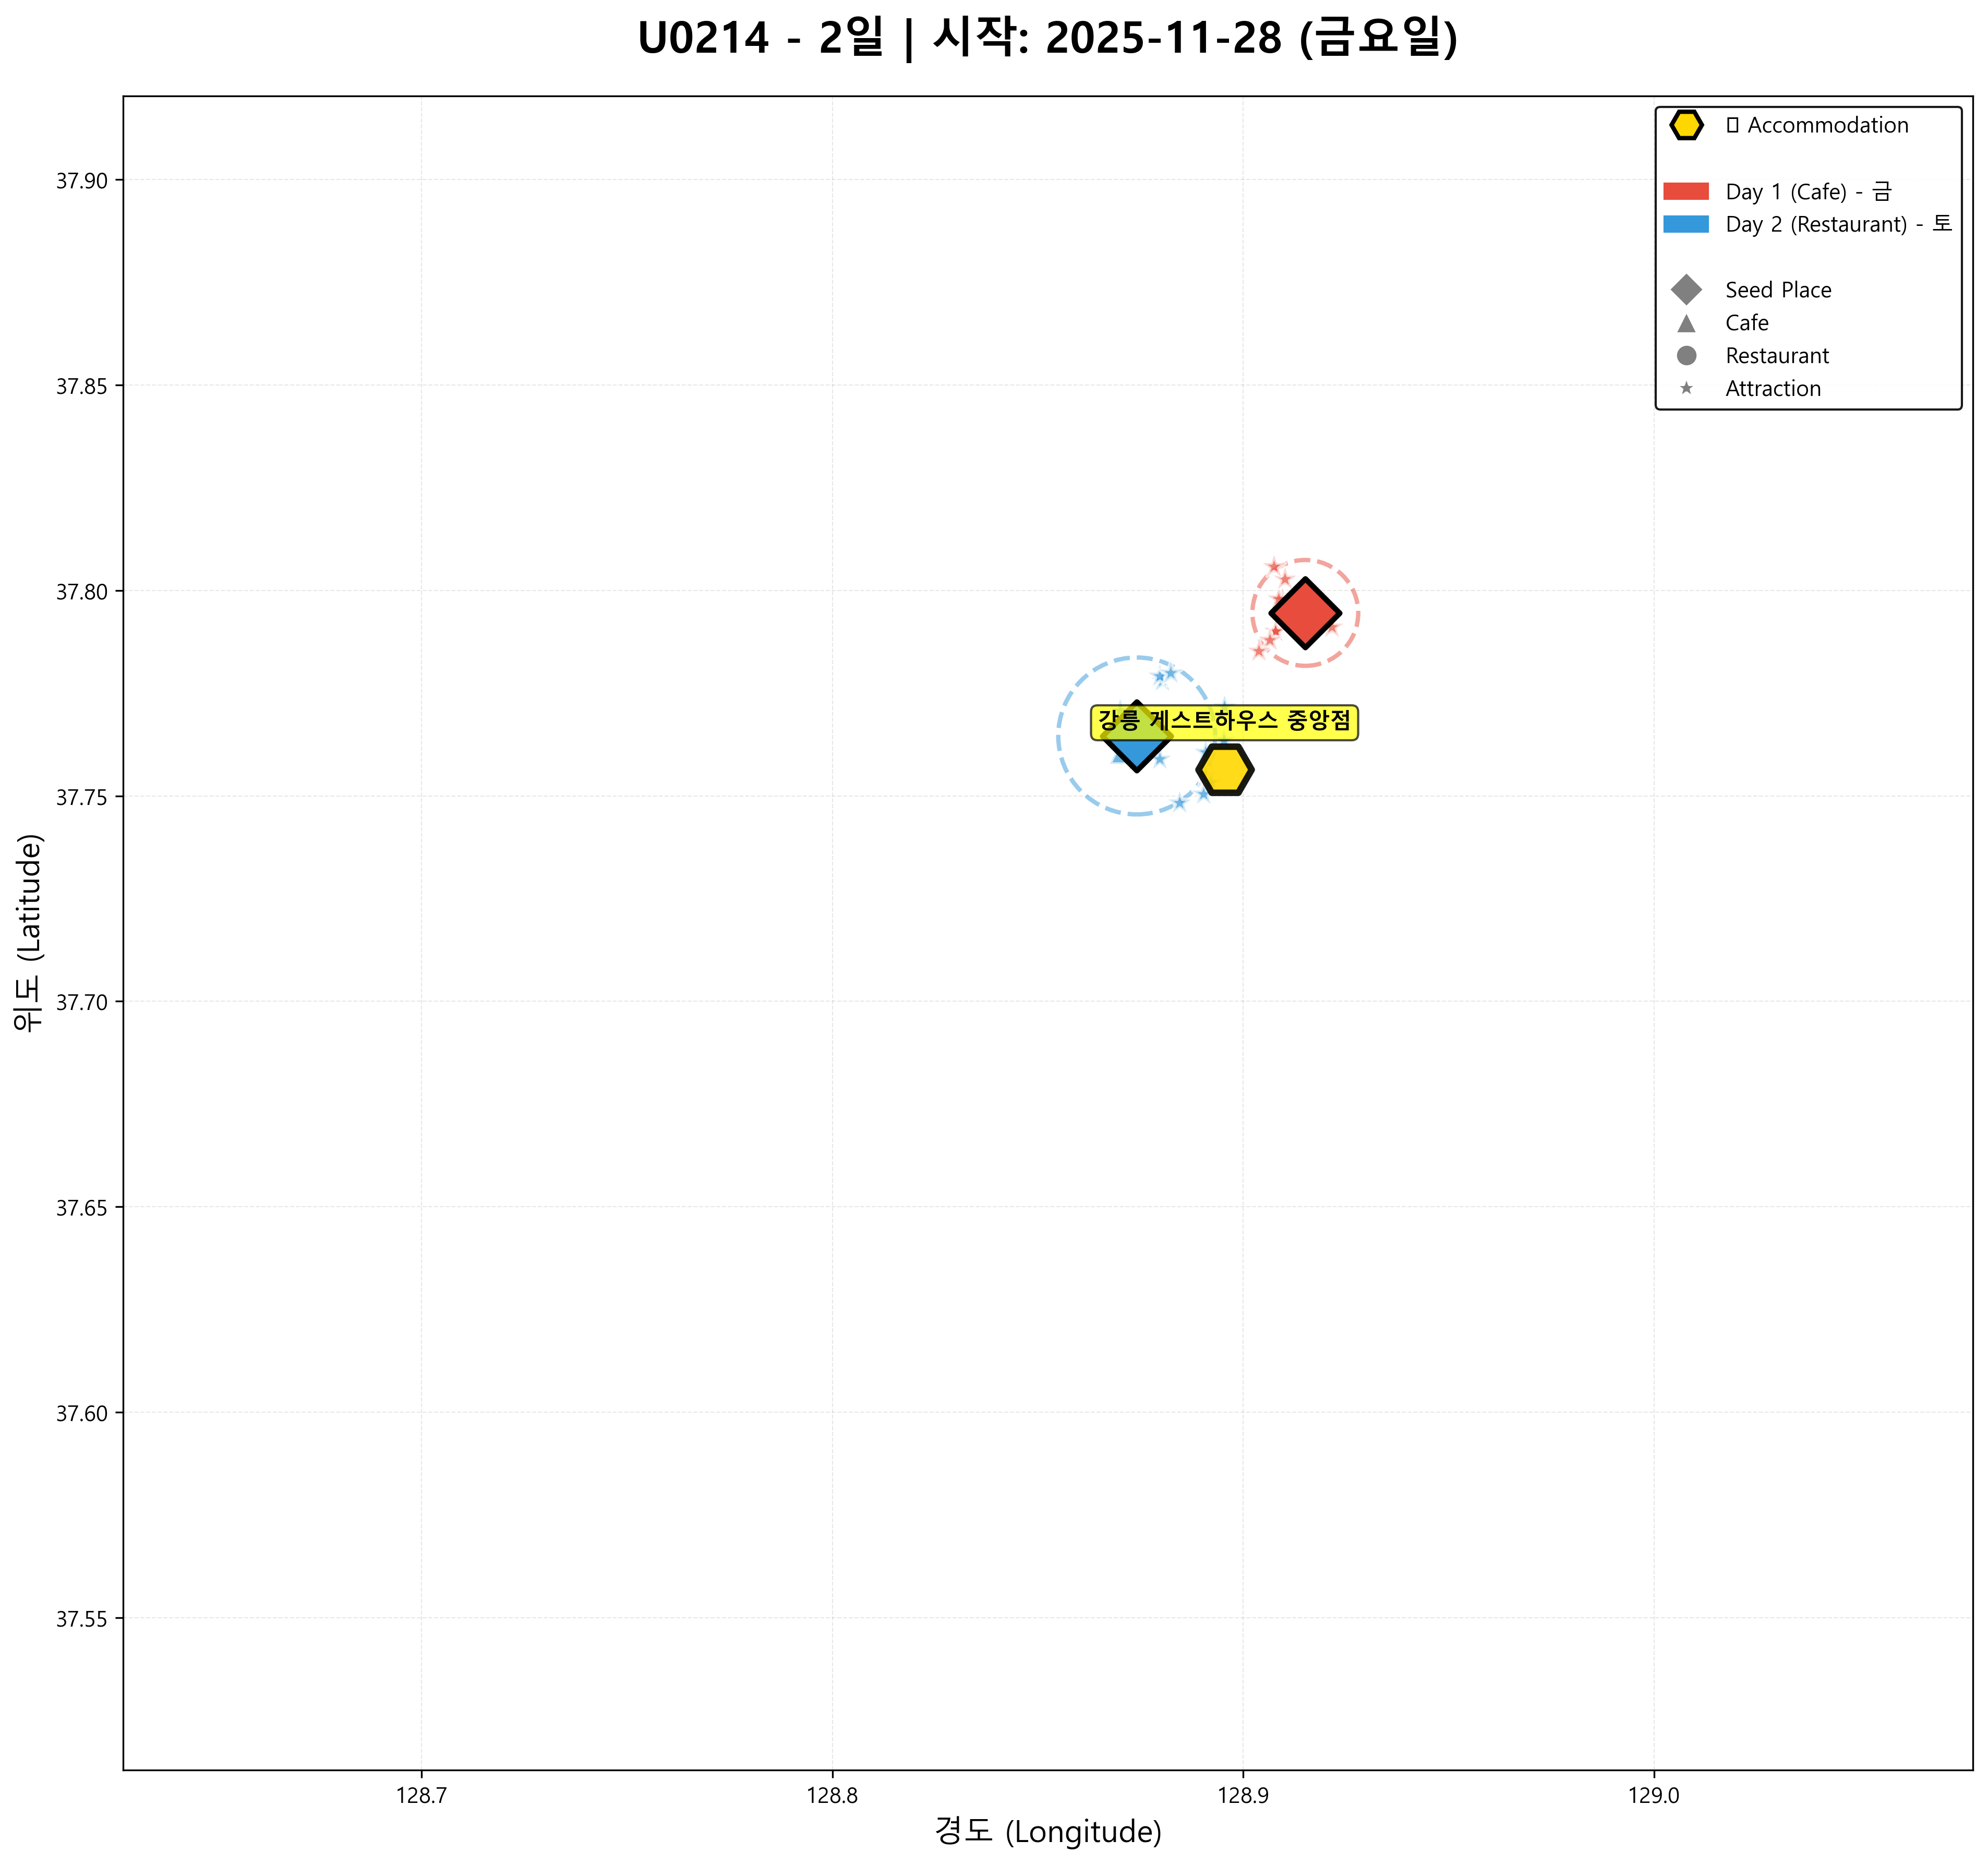 U0214 - 2일 | 시작: 2025-11-28 (금요일)
Accommodation
Day 1 (Cafe) - 금
Day 2 (Restaurant) - 토
Seed Place
Cafe
Restaurant
Attraction
37.90
37.85
37.80
37.75
37.70
37.65
37.60
37.55
강릉 게스트하우스 중앙점
위도 (Latitude)
128.7
128.8
128.9
129.0
경도 (Longitude)